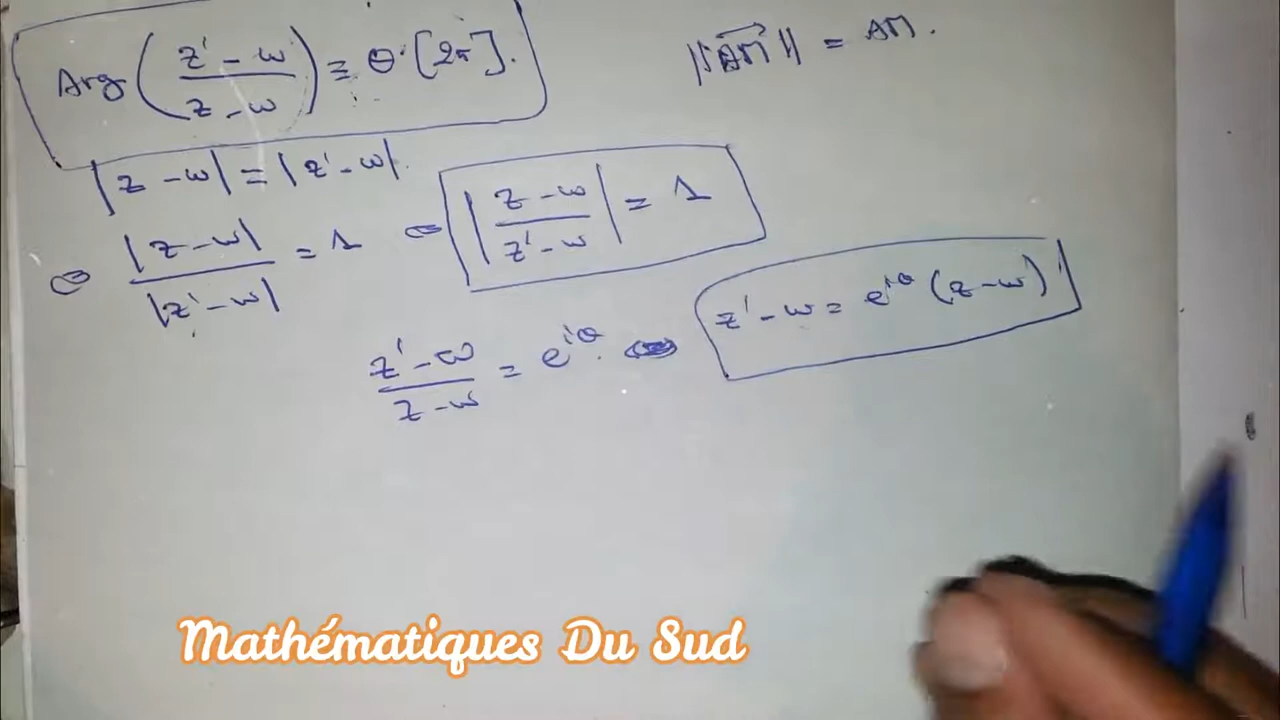 Arg ( (z' - ω) / (z - ω) ) ≡ θ [2π].
||AM⃗|| = AM.
|z - ω| = |z' - ω|.
⇔ |z - ω| / |z' - ω| = 1 ⇔ | (z - ω) / (z' - ω) | = 1
(z' - ω) / (z - ω) = e^{iθ}. ⇔ z' - ω = e^{iθ} (z - ω)
Mathématiques Du Sud